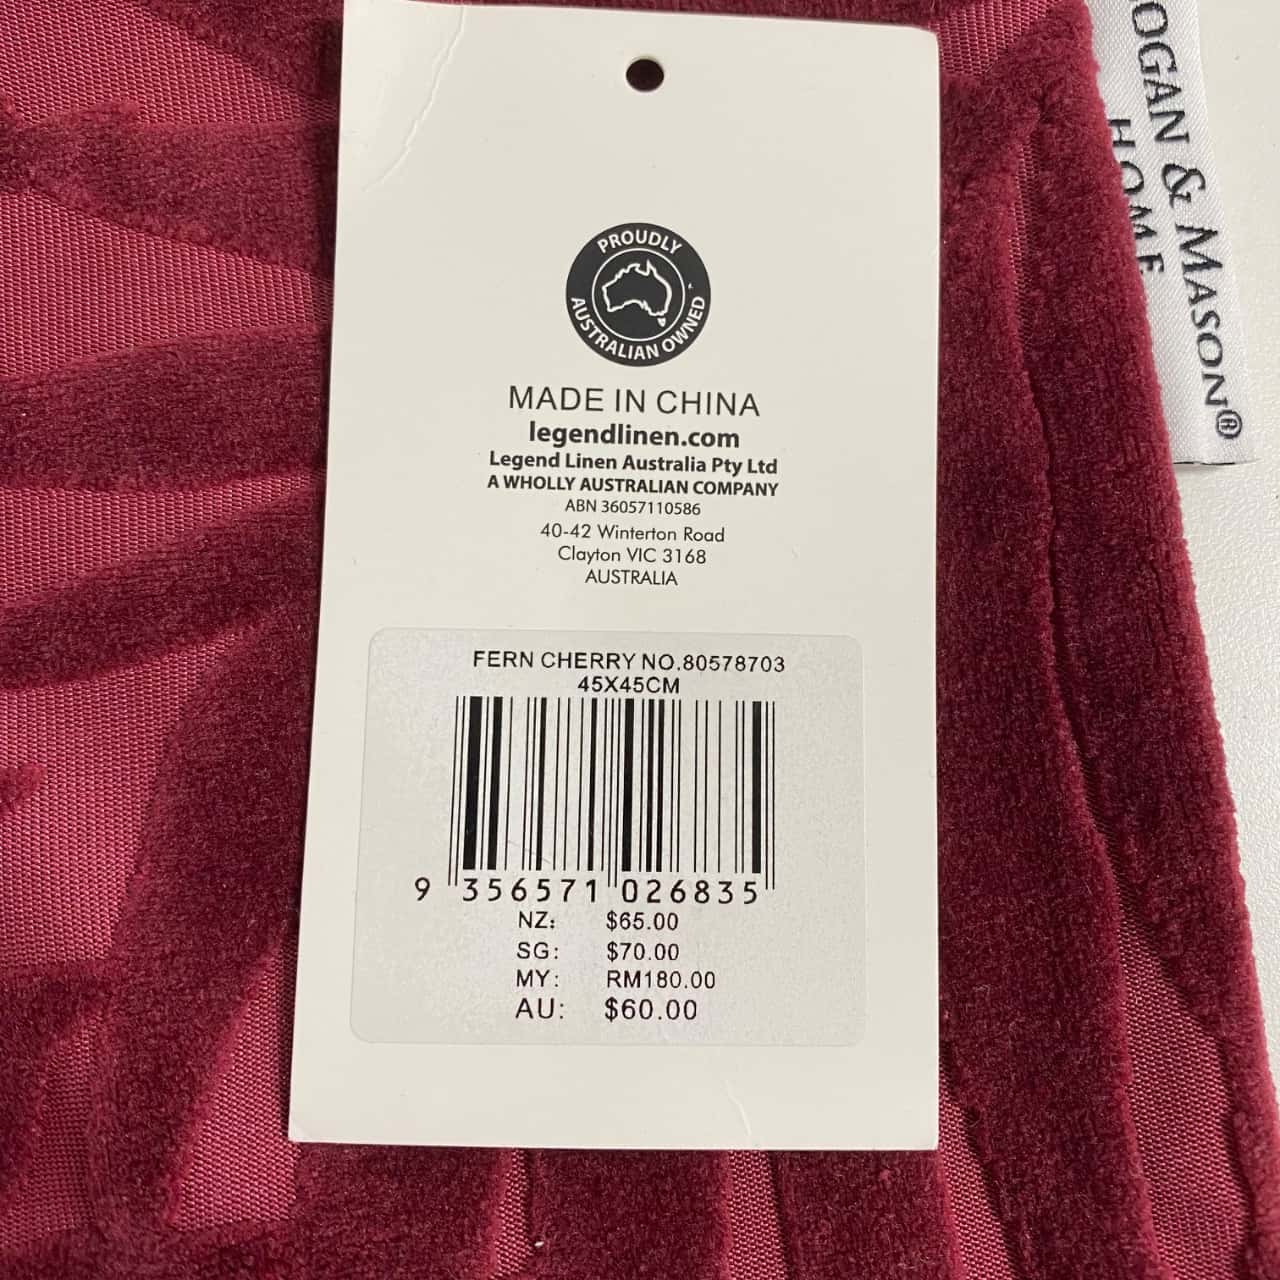 PROUDLY
AUSTRALIAN OWNED
MADE IN CHINA
legendlinen.com
Legend Linen Australia Pty Ltd
A WHOLLY AUSTRALIAN COMPANY
ABN 36057110586
40-42 Winterton Road
Clayton VIC 3168
AUSTRALIA
FERN CHERRY NO.80578703
45X45CM
9 356571 026835
NZ: $65.00
SG: $70.00
MY: RM180.00
AU: $60.00
OGAN & MASON®
HOME